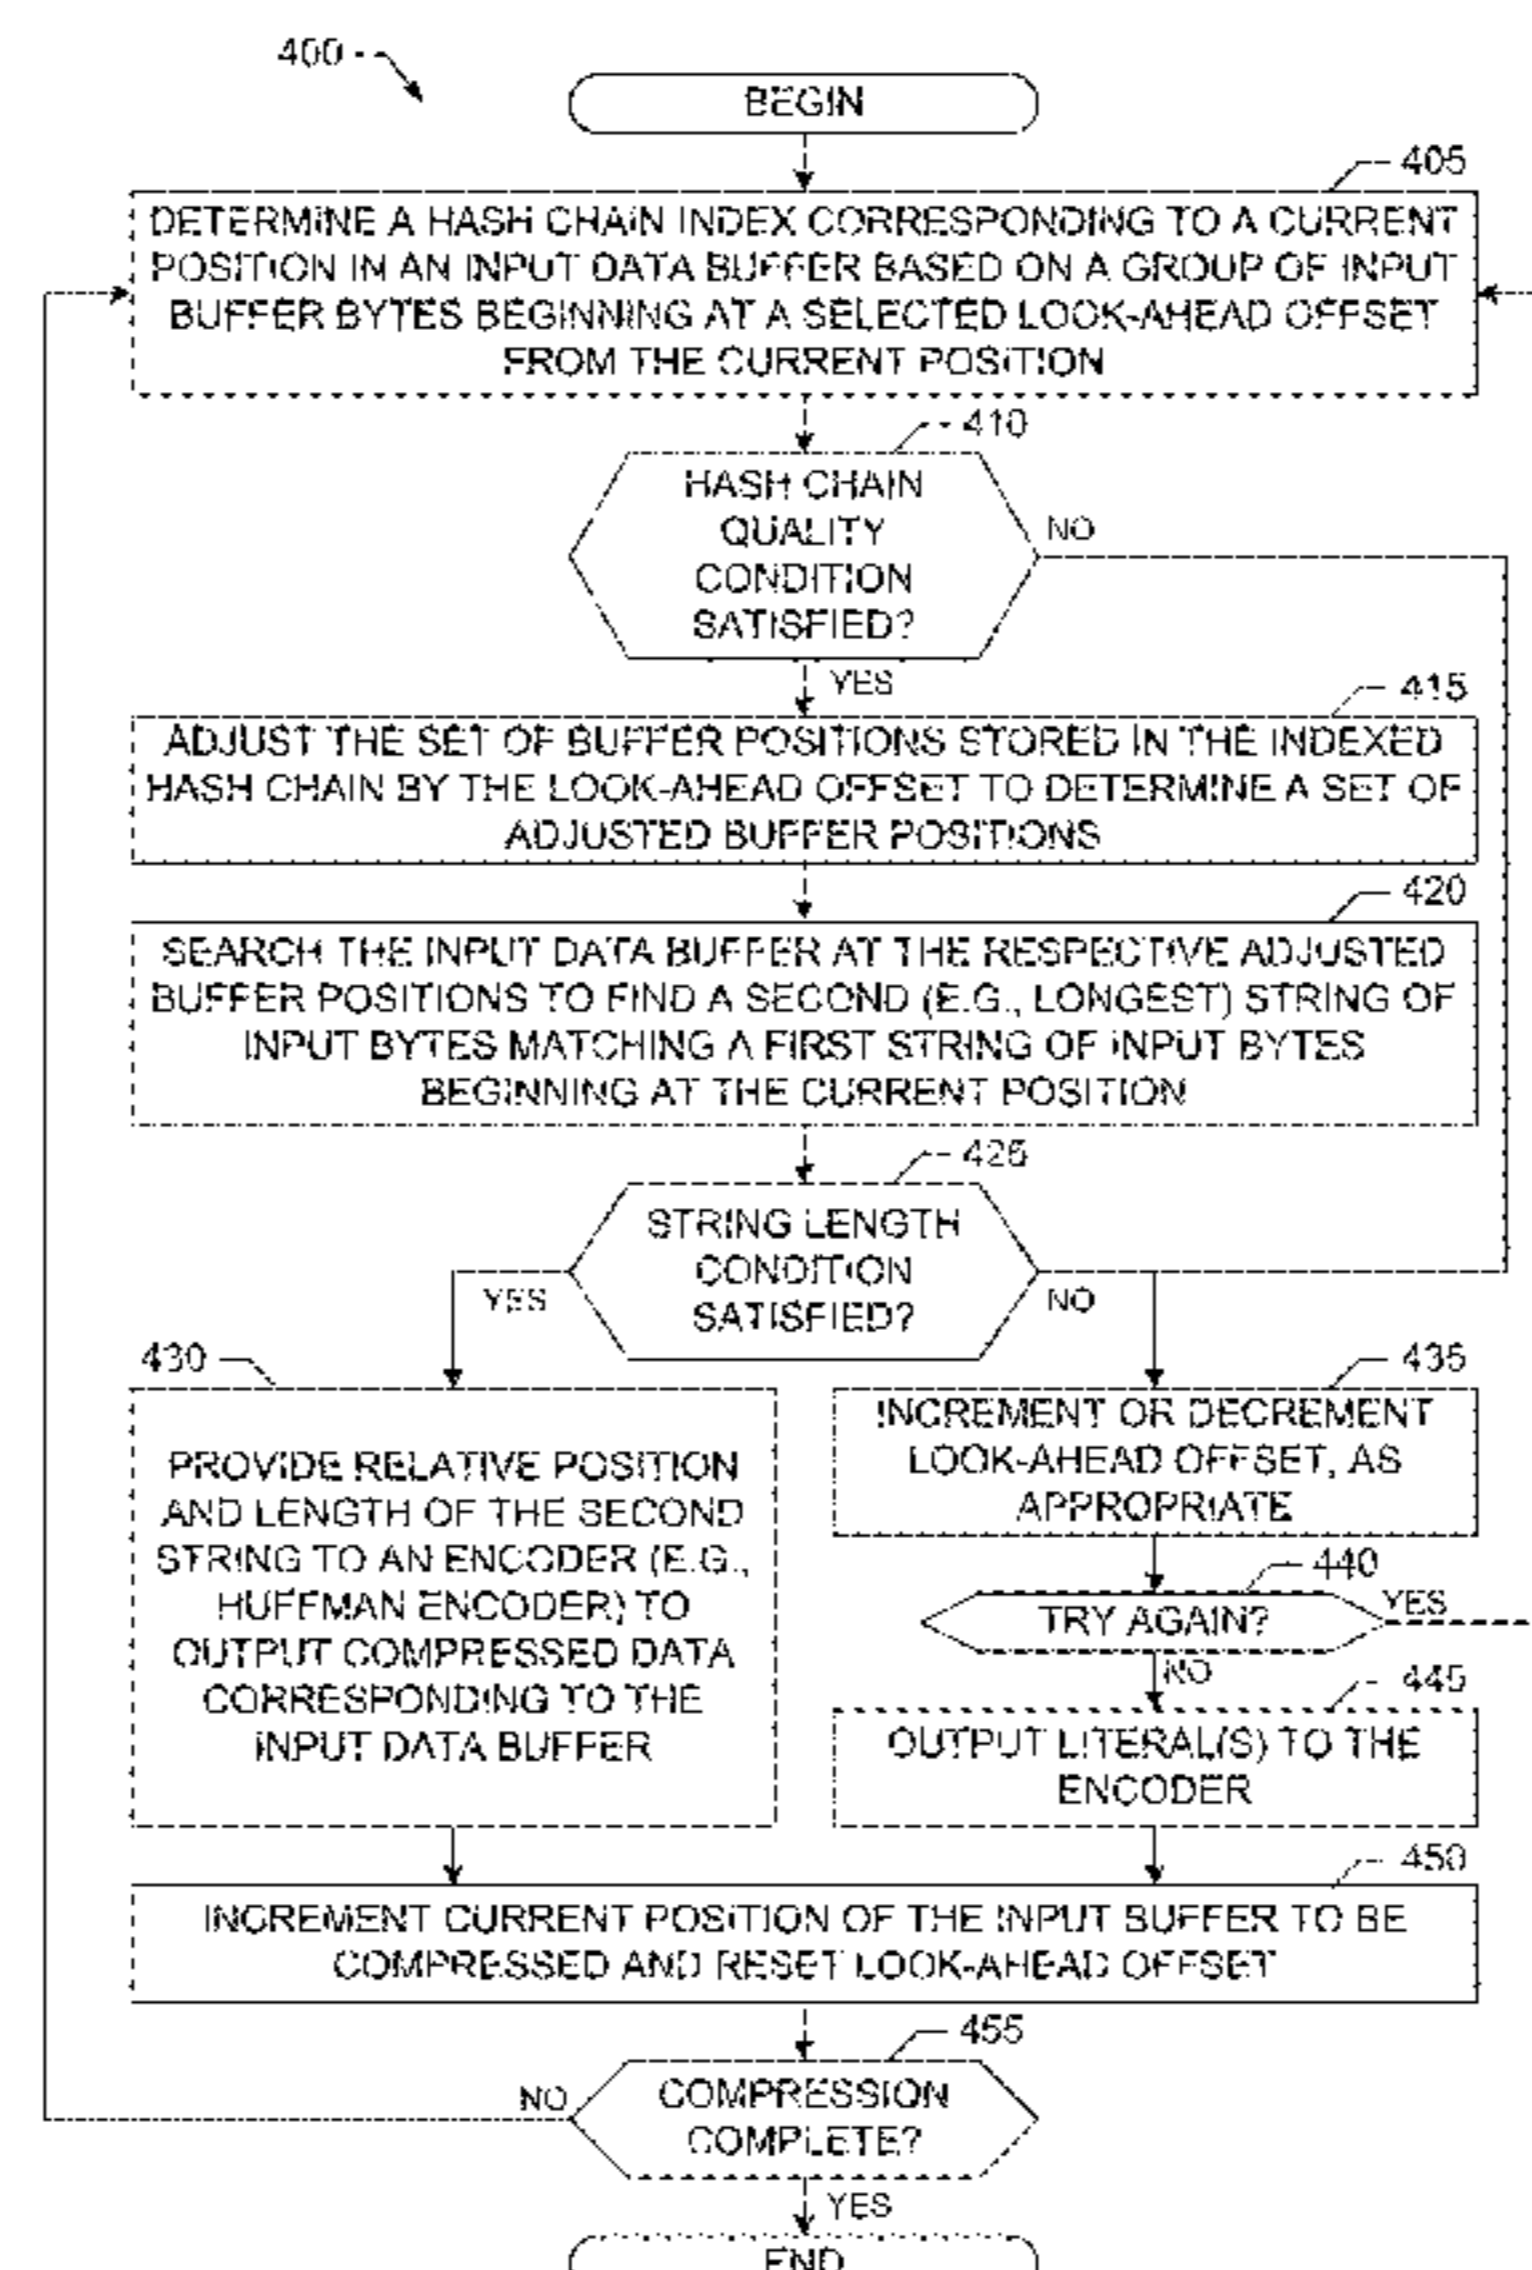 400
BEGIN
405
DETERMINE A HASH CHAIN INDEX CORRESPONDING TO A CURRENT
POSITION IN AN INPUT DATA BUFFER BASED ON A GROUP OF INPUT
BUFFER BYTES BEGINNING AT A SELECTED LOOK-AHEAD OFFSET
FROM THE CURRENT POSITION
410
HASH CHAIN
QUALITY
CONDITION
SATISFIED?
NO
YES
415
ADJUST THE SET OF BUFFER POSITIONS STORED IN THE INDEXED
HASH CHAIN BY THE LOOK-AHEAD OFFSET TO DETERMINE A SET OF
ADJUSTED BUFFER POSITIONS
420
SEARCH THE INPUT DATA BUFFER AT THE RESPECTIVE ADJUSTED
BUFFER POSITIONS TO FIND A SECOND (E.G., LONGEST) STRING OF
INPUT BYTES MATCHING A FIRST STRING OF INPUT BYTES
BEGINNING AT THE CURRENT POSITION
425
STRING LENGTH
CONDITION
SATISFIED?
YES
NO
430
PROVIDE RELATIVE POSITION
AND LENGTH OF THE SECOND
STRING TO AN ENCODER (E.G.,
HUFFMAN ENCODER) TO
OUTPUT COMPRESSED DATA
CORRESPONDING TO THE
INPUT DATA BUFFER
435
INCREMENT OR DECREMENT
LOOK-AHEAD OFFSET, AS
APPROPRIATE
440
TRY AGAIN?
YES
NO
445
OUTPUT LITERAL(S) TO THE
ENCODER
450
INCREMENT CURRENT POSITION OF THE INPUT BUFFER TO BE
COMPRESSED AND RESET LOOK-AHEAD OFFSET
455
COMPRESSION
COMPLETE?
NO
YES
END